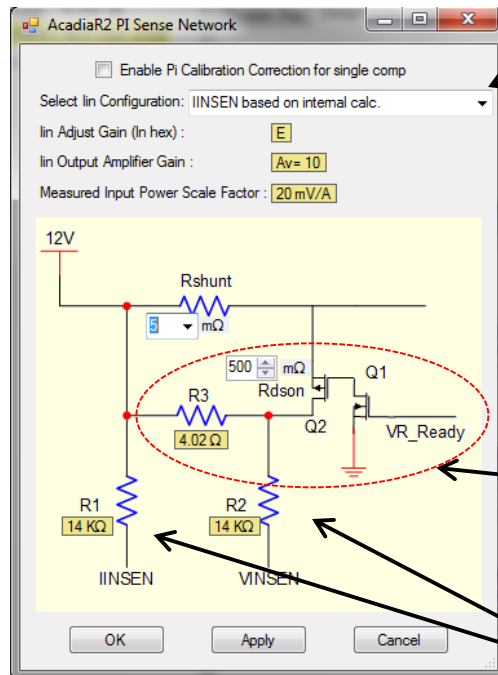 AcadiaR2 PI Sense Network
Enable Pi Calibration Correction for single comp
Select Iin Configuration: IINSEN based on internal calc.
Iin Adjust Gain (In hex) : E
Iin Output Amplifier Gain : Av= 10
Measured Input Power Scale Factor : 20 mV/A
12V
Rshunt
5 mΩ
500 mΩ
Q1
Rdson
R3
Q2
VR_Ready
4.02 Ω
R1
R2
14 KΩ
14 KΩ
IINSEN
VINSEN
OK
Apply
Cancel